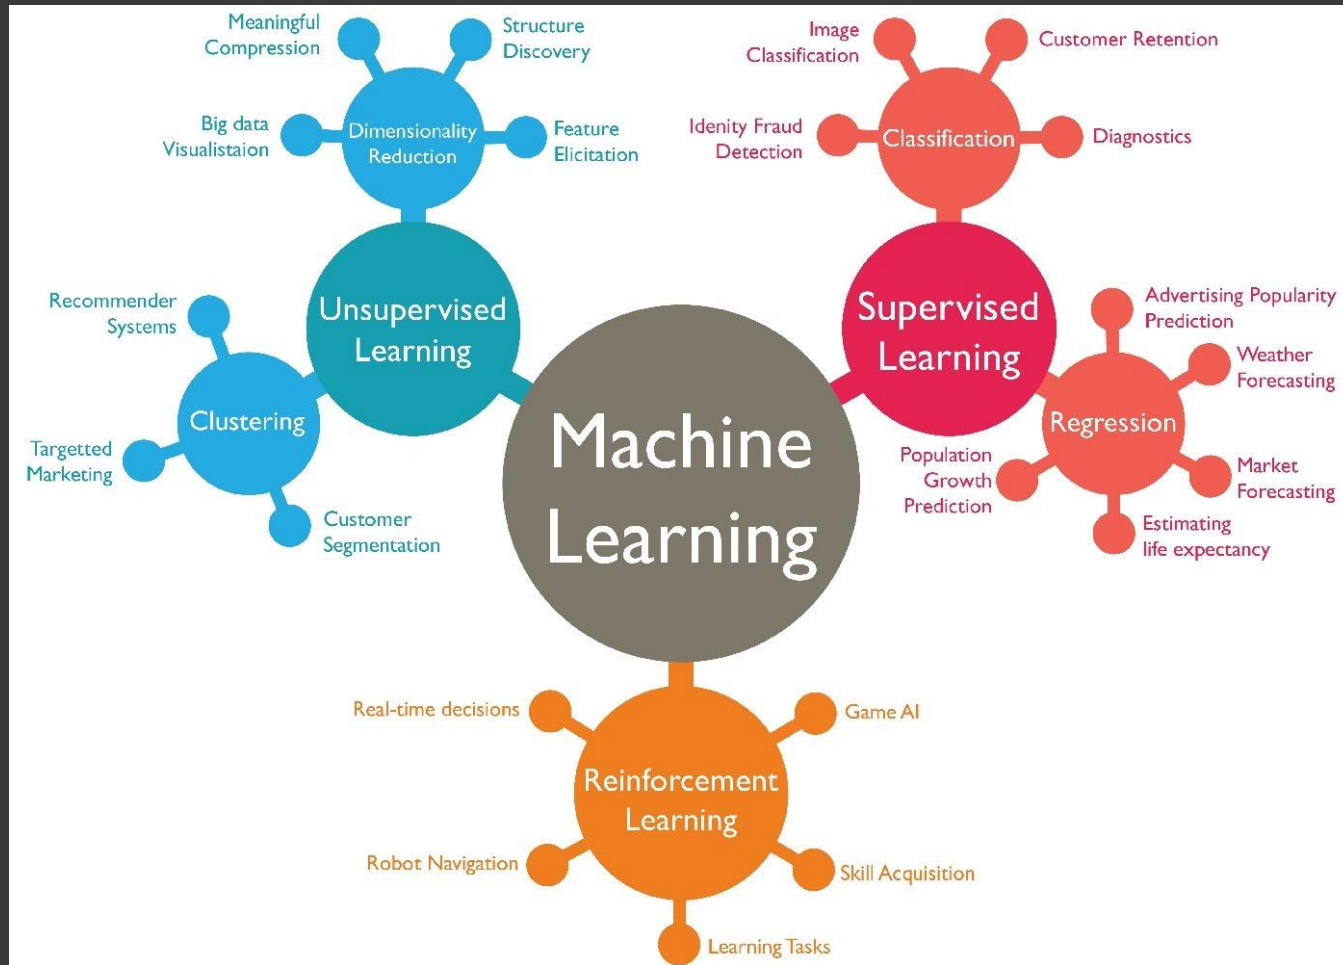 Meaningful
Compression
Structure
Discovery
Big data
Visualistaion
Dimensionality
Reduction
Feature
Elicitation
Image
Classification
Customer Retention
Idenity Fraud
Detection
Classification
Diagnostics
Recommender
Systems
Unsupervised
Learning
Clustering
Targetted
Marketing
Customer
Segmentation
Supervised
Learning
Advertising Popularity
Prediction
Weather
Forecasting
Regression
Population
Growth
Prediction
Market
Forecasting
Estimating
life expectancy
Machine
Learning
Real-time decisions
Game AI
Reinforcement
Learning
Robot Navigation
Skill Acquisition
Learning Tasks